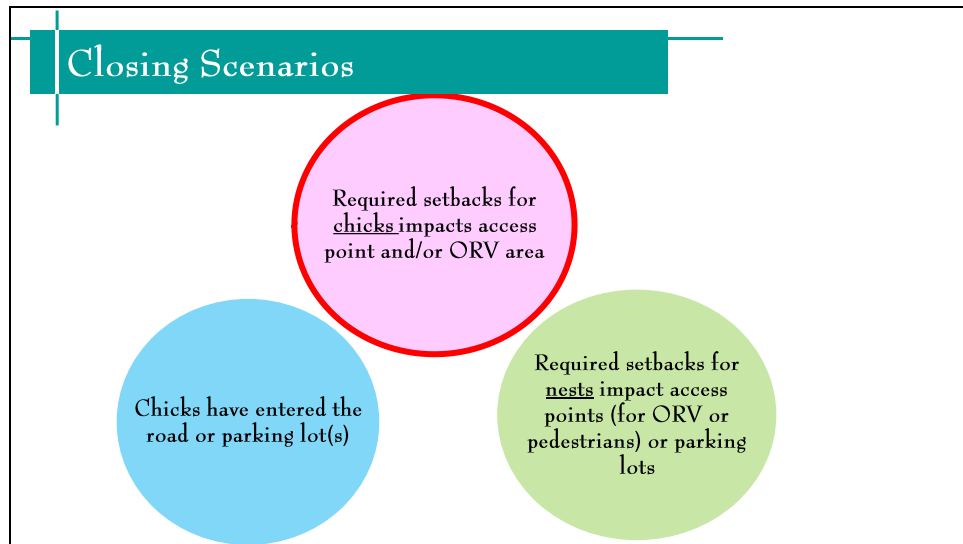 Closing Scenarios
Required setbacks for
chicks impacts access
point and/or ORV area
Chicks have entered the
road or parking lot(s)
Required setbacks for
nests impact access
points (for ORV or
pedestrians) or parking
lots